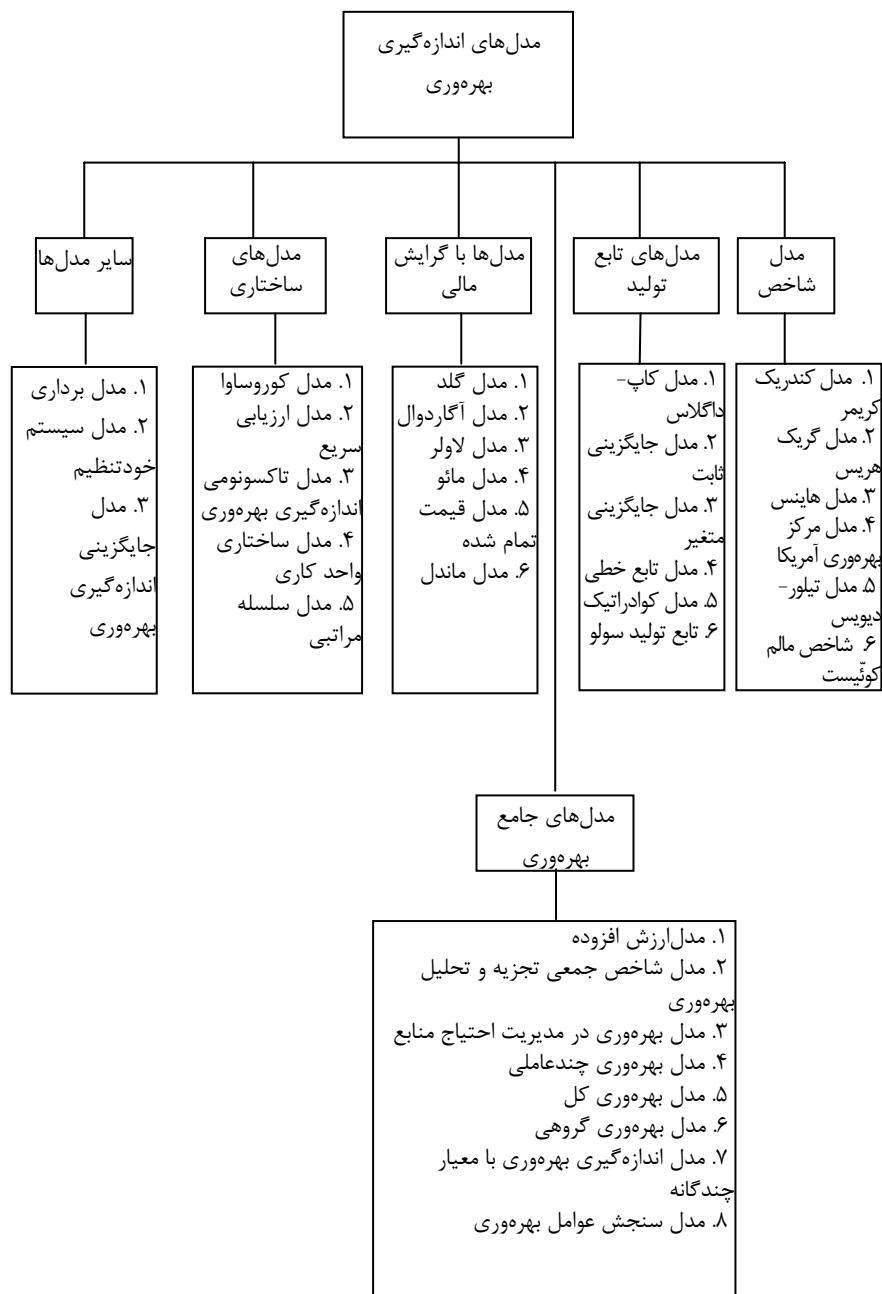 مدل‌های اندازه‌گیری
بهره‌وری
مدل
شاخص
مدل‌های تابع
تولید
مدل‌ها با گرایش
مالی
مدل‌های
ساختاری
سایر مدل‌ها
۱. مدل کندریک
کریمر
۲. مدل گریک
هریس
۳. مدل هاینس
۴. مدل مرکز
بهره‌وری آمریکا
۵. مدل تیلور-
دیویس
۶. شاخص مالم
کوئّیست
۱. مدل کاپ-
داگلاس
۲. مدل جایگزینی
ثابت
۳. مدل جایگزینی
متغیر
۴. مدل تابع خطی
۵. مدل کوادراتیک
۶. تابع تولید سولو
۱. مدل گلد
۲. مدل آگاردوال
۳. مدل لاولر
۴. مدل مائو
۵. مدل قیمت
تمام شده
۶. مدل ماندل
۱. مدل کوروساوا
۲. مدل ارزیابی
سریع
۳. مدل تاکسونومی
اندازه‌گیری بهره‌وری
۴. مدل ساختاری
واحد کاری
۵. مدل سلسله
مراتبی
۱. مدل برداری
۲. مدل سیستم
خودتنظیم
۳. مدل
جایگزینی
اندازه‌گیری
بهره‌وری
مدل‌های جامع
بهره‌وری
۱. مدل‌ارزش افزوده
۲. مدل شاخص جمعی تجزیه و تحلیل
بهره‌وری
۳. مدل بهره‌وری در مدیریت احتیاج منابع
۴. مدل بهره‌وری چندعاملی
۵. مدل بهره‌وری کل
۶. مدل بهره‌وری گروهی
۷. مدل اندازه‌گیری بهره‌وری با معیار
چندگانه
۸. مدل سنجش عوامل بهره‌وری